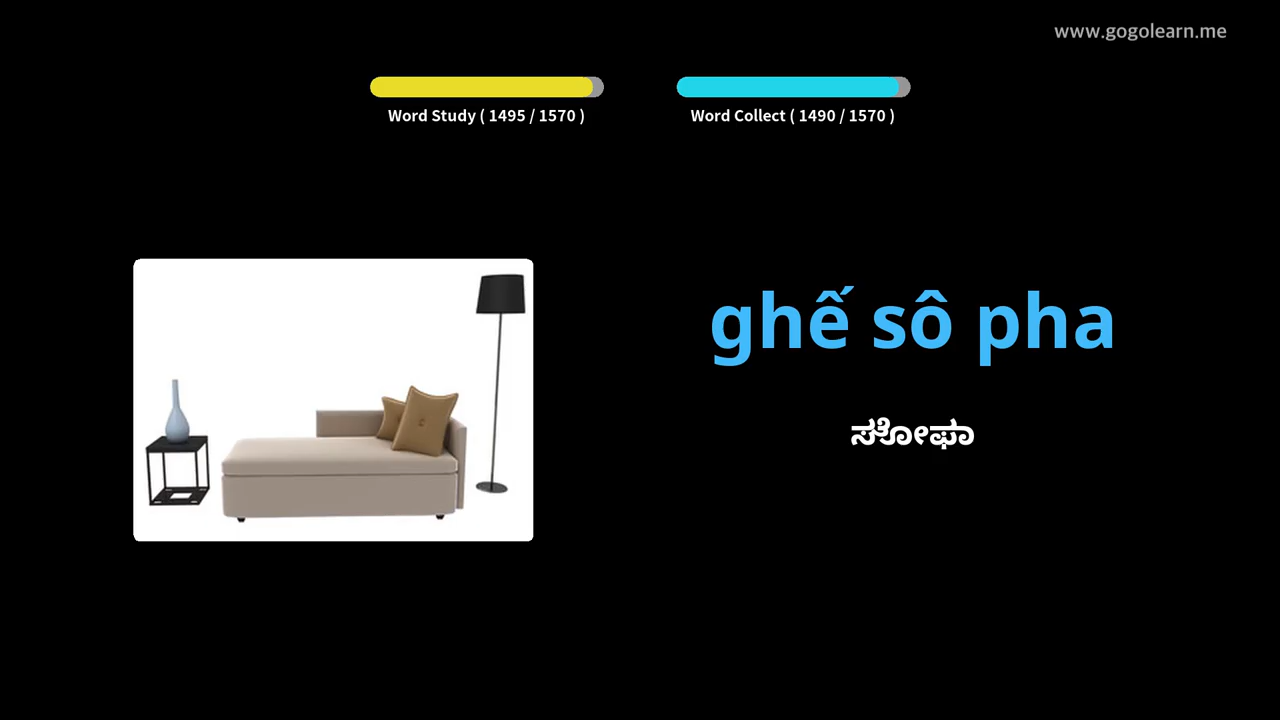 www.gogolearn.me
Word Study ( 1495 / 1570 )
Word Collect ( 1490 / 1570 )
ghế sô pha
ಸೋಫಾ